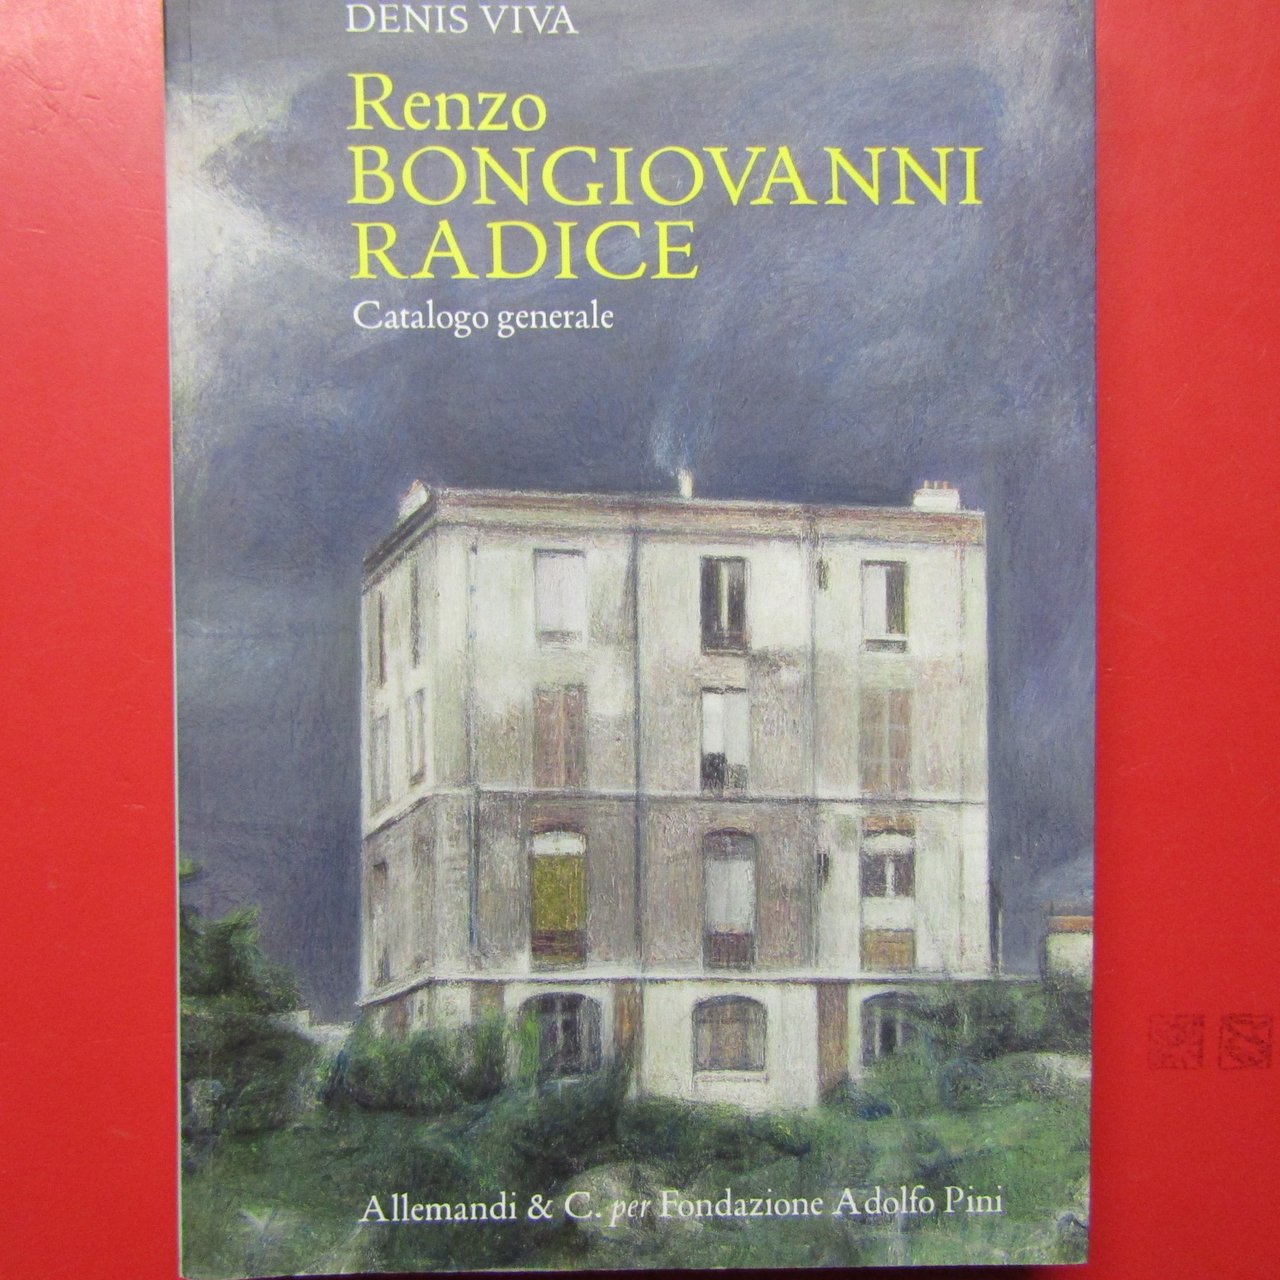 DENIS VIVA
Renzo
BONGIOVANNI
RADICE
Catalogo generale
Allemandi & C. per Fondazione Adolfo Pini